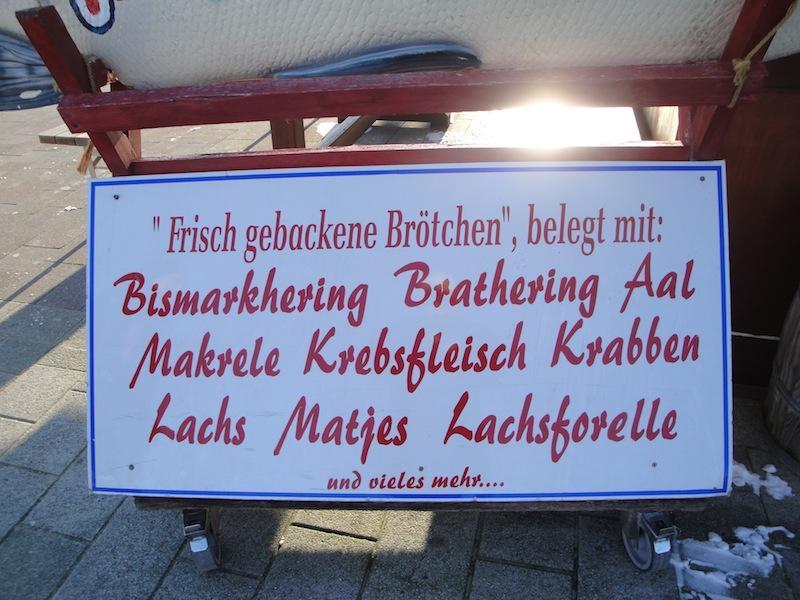 " Frisch gebackene Brötchen", belegt mit:
Bismarkhering Brathering Aal
Makrele Krebsfleisch Krabben
Lachs Matjes Lachsforelle
und vieles mehr....